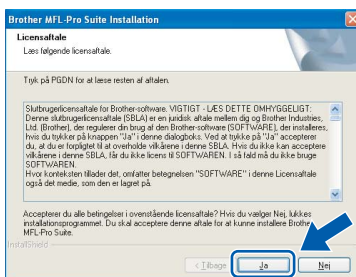 Brother MFL-Pro Suite Installation
Licensaftale
Læs følgende licensaftale.
Tryk på PGDN for at læse resten af aftalen.
Slutbrugerlicensaftale for Brother-software. VIGTIGT - LÆS DETTE OMHYGGELIGT:
Denne slutbrugerlicensaftale (SBLA) er en juridisk aftale mellem dig og Brother Industries,
Ltd. (Brother), der regulerer din brug af den Brother-software (SOFTWARE), der installeres,
hvis du trykker på knappen "Ja" i denne dialogboks. Ved at trykke på "Ja" accepterer
du, at du er forpligtet til at overholde vilkårene i denne SBLA. Hvis du ikke kan acceptere
vilkårene i denne SBLA, får du ikke licens til SOFTWAREN. I så fald må du ikke bruge
SOFTWAREN.
Hvor konteksten tillader det, omfatter betegnelsen "SOFTWARE" i denne Licensaftale
også det medie, som den er lagret på.
Accepterer du alle betingelser i ovenstående licensaftale? Hvis du vælger Nej, lukkes
installationsprogrammet. Du skal acceptere denne aftale for at kunne installere Brother
MFL-Pro Suite.
InstallShield
< Tilbage
Ja
Nej